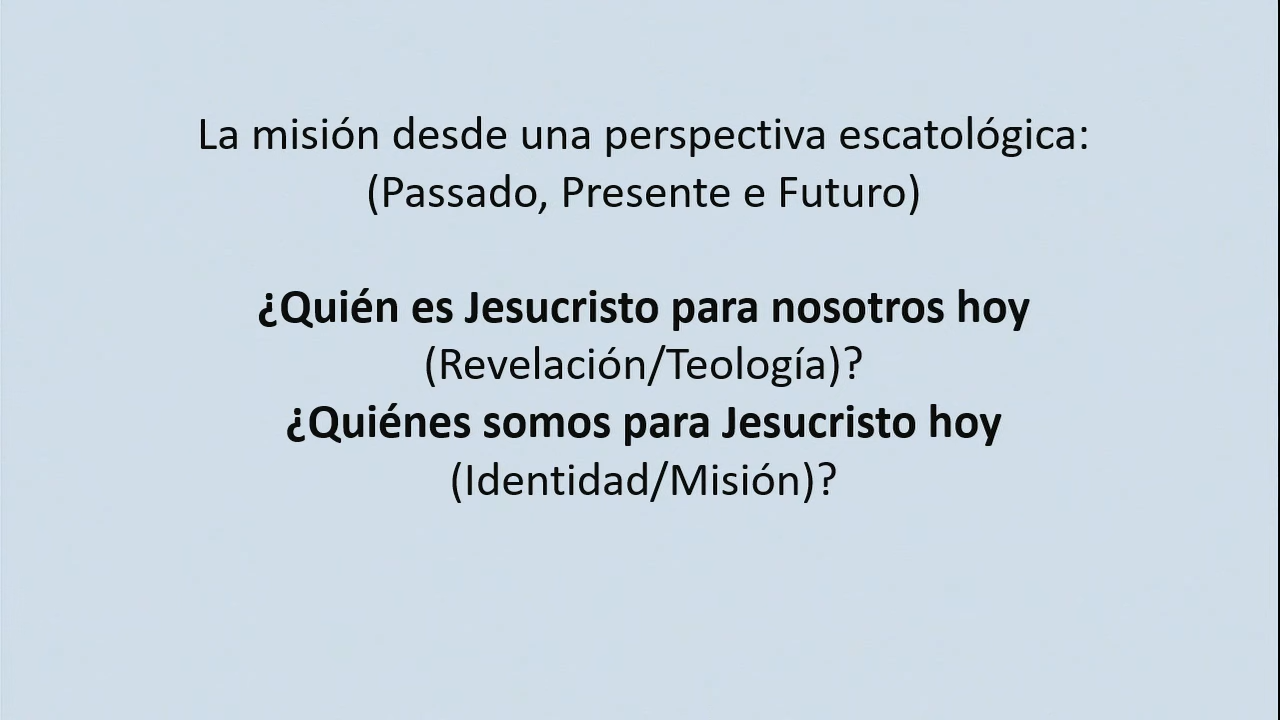 La misión desde una perspectiva escatológica:
(Passado, Presente e Futuro)
¿Quién es Jesucristo para nosotros hoy
(Revelación/Teología)?
¿Quiénes somos para Jesucristo hoy
(Identidad/Misión)?